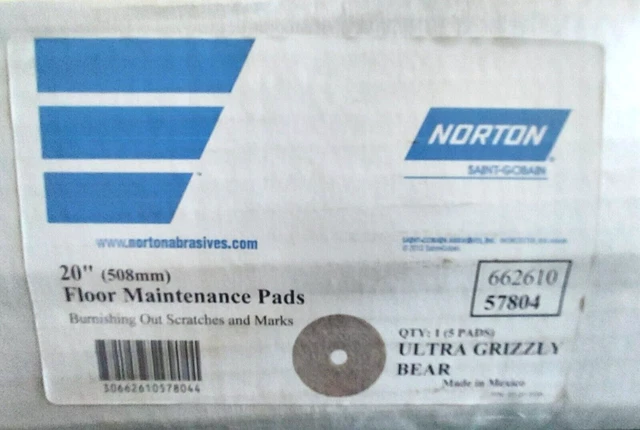 NORTON
SAINT-GOBAIN
www.nortonabrasives.com
20" (508mm)
Floor Maintenance Pads
Burnishing Out Scratches and Marks
30662610578044
662610
57804
QTY: 1 (5 PADS)
ULTRA GRIZZLY
BEAR
Made in Mexico